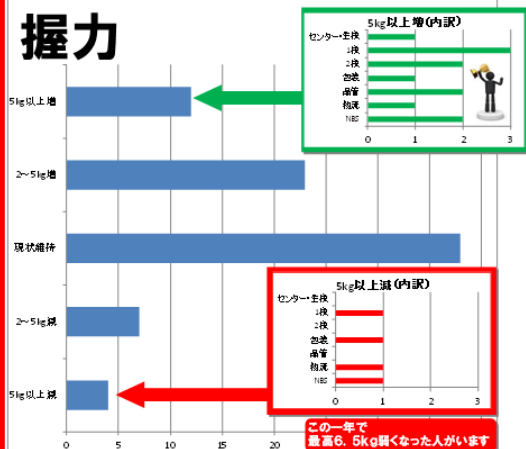 握力
5kg以上増(内訳)
センター・生検
1検
2検
包装
品管
物流
NBS
0 1 2 3
5kg以上増
2～5kg増
現状維持
2～5kg減
5kg以上減
5kg以上減(内訳)
センター・生検
1検
2検
包装
品管
物流
NBS
0 1 2 3
0 5 10 15 20
この一年で
最高6．5kg弱くなった人がいます